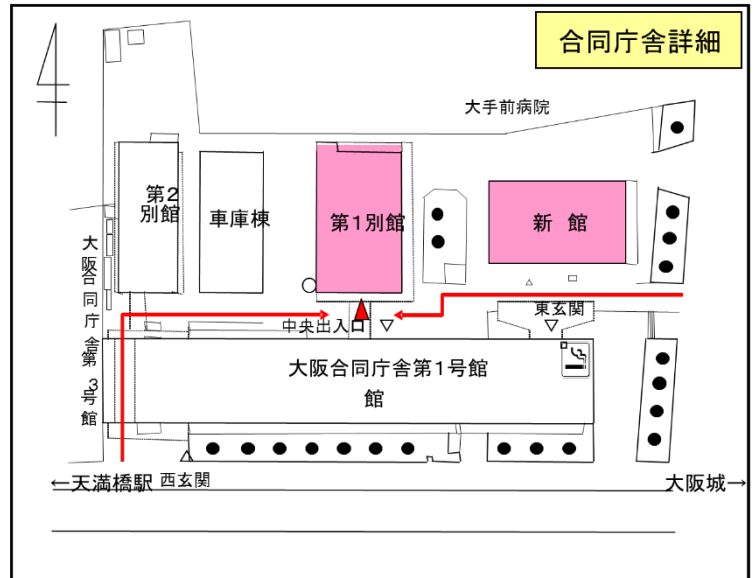 合同庁舎詳細
大手前病院
第2
別館
車庫棟
第1別館
新 館
大阪合同庁舎第3号館
中央出入口
東玄関
大阪合同庁舎第1号館
館
←天満橋駅
西玄関
大阪城→